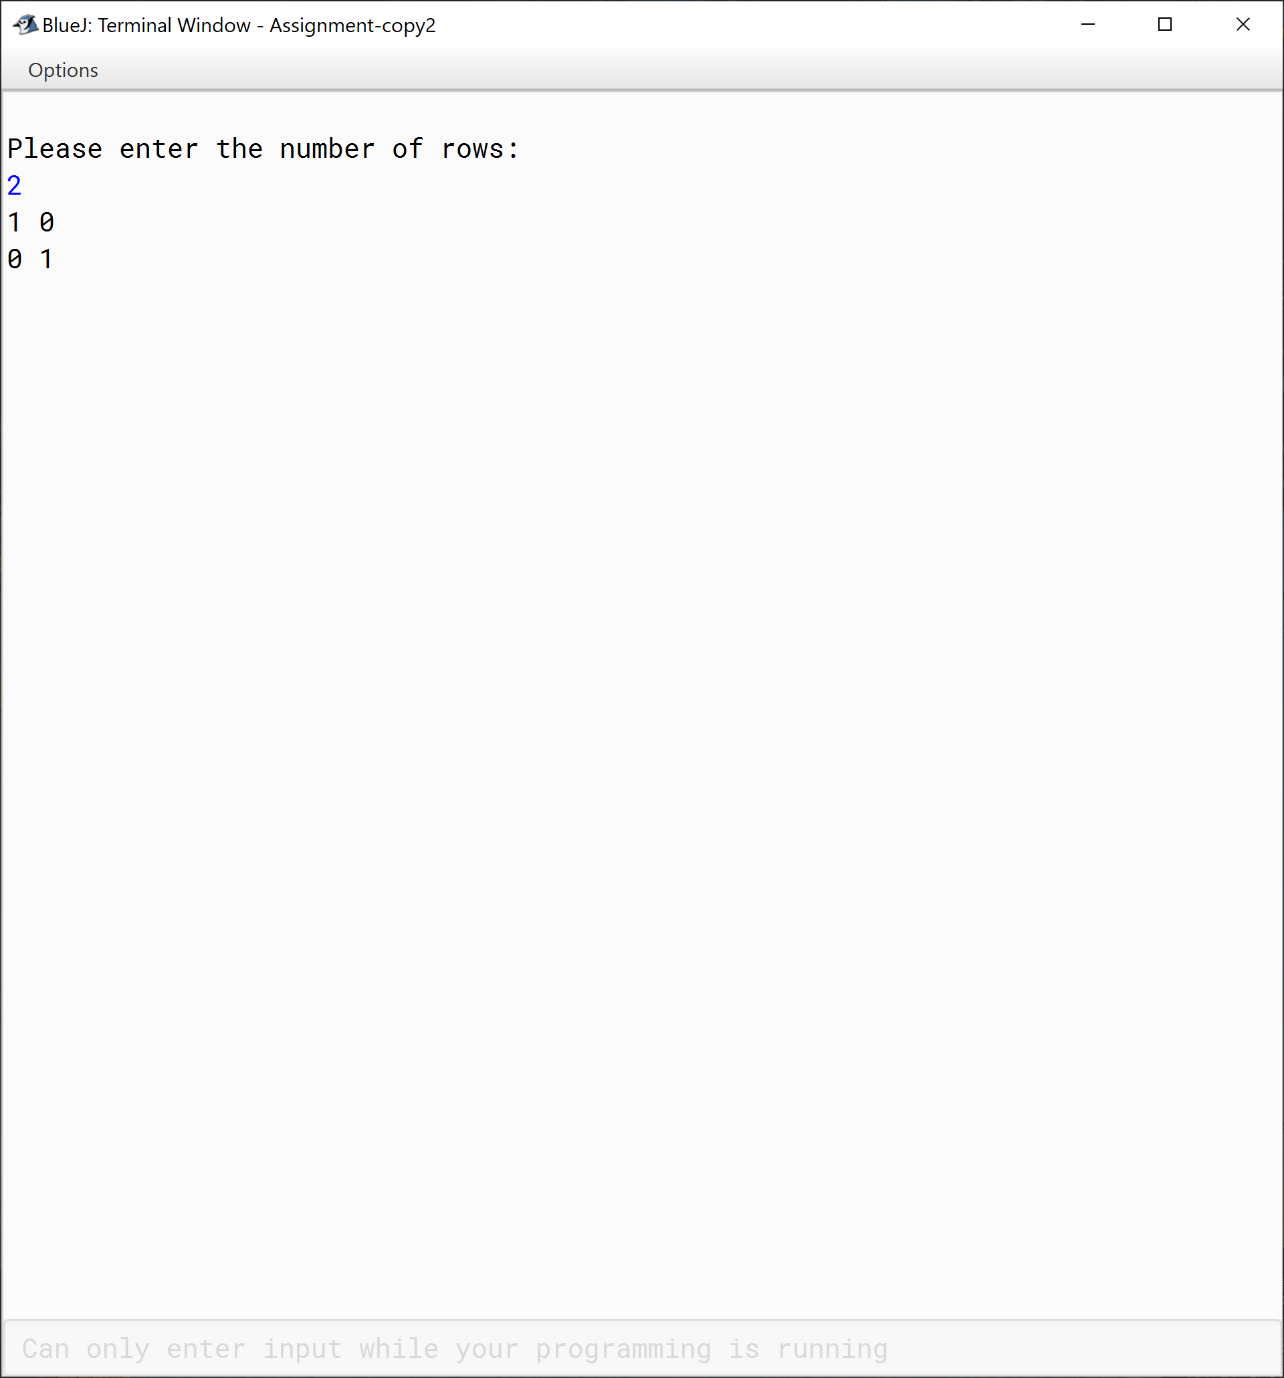 BlueJ: Terminal Window - Assignment-copy2
Options
Please enter the number of rows:
2
1 0
0 1
Can only enter input while your programming is running